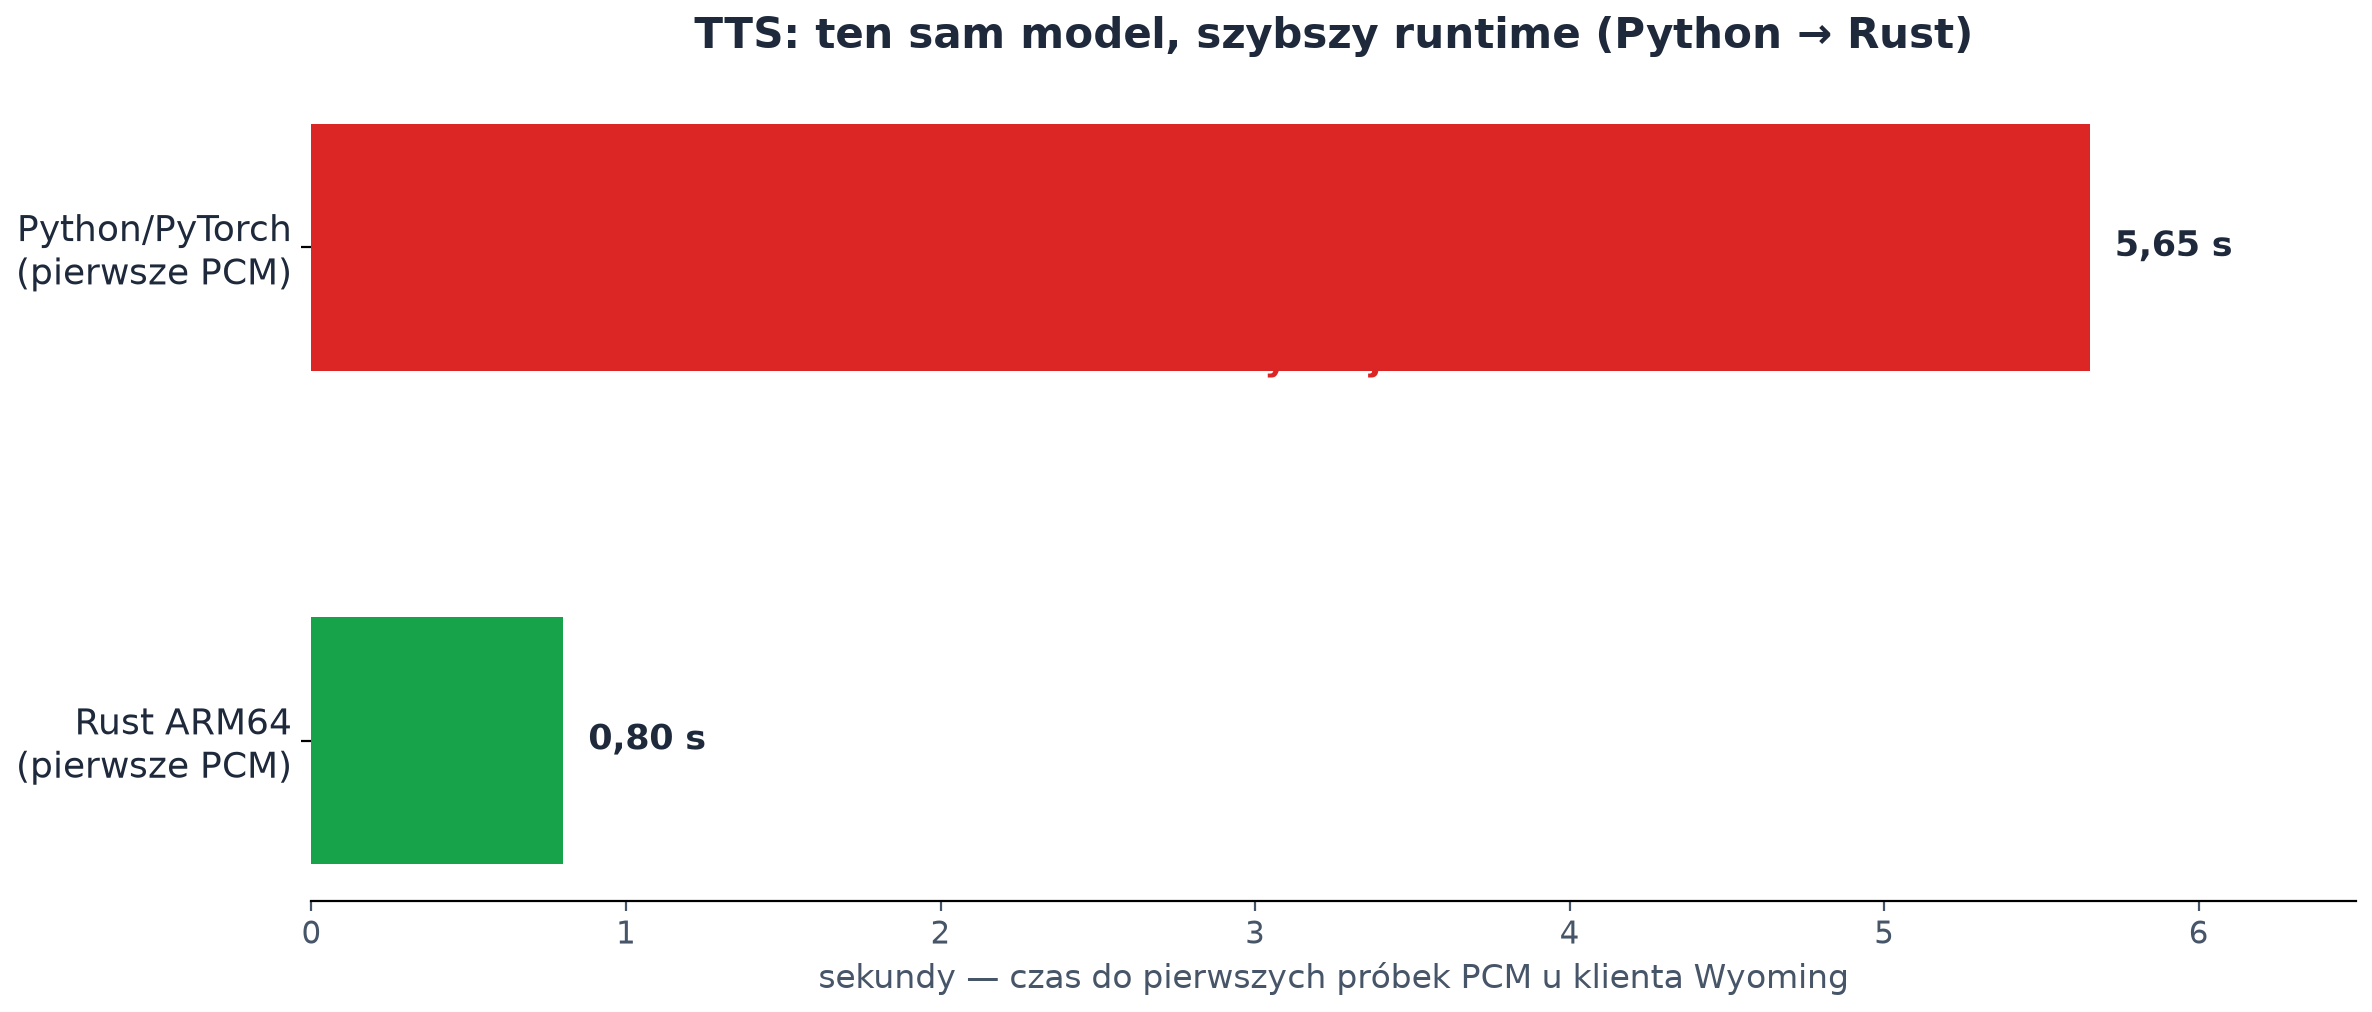 TTS: ten sam model, szybszy runtime (Python → Rust)
Python/PyTorch
(pierwsze PCM)
5,65 s
Rust ARM64
(pierwsze PCM)
0,80 s
0 1 2 3 4 5 6
sekundy — czas do pierwszych próbek PCM u klienta Wyoming